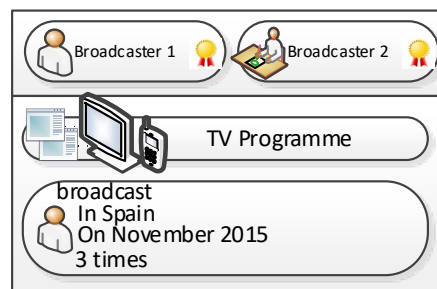 Broadcaster 1
Broadcaster 2
TV Programme
broadcast
In Spain
On November 2015
3 times